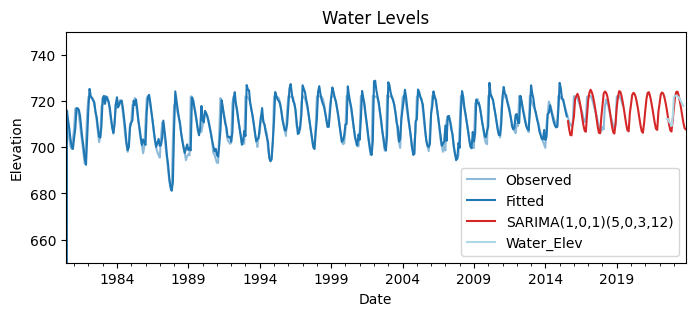 Water Levels
740
720
700
680
660
Elevation
Observed
Fitted
SARIMA(1,0,1)(5,0,3,12)
Water_Elev
1984 1989 1994 1999 2004 2009 2014 2019
Date